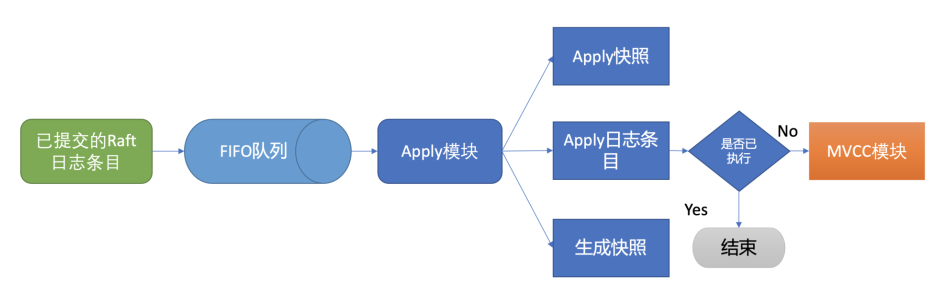 已提交的Raft
日志条目
FIFO队列
Apply模块
Apply快照
Apply日志条
目
生成快照
是否已
执行
No
MVCC模块
Yes
结束